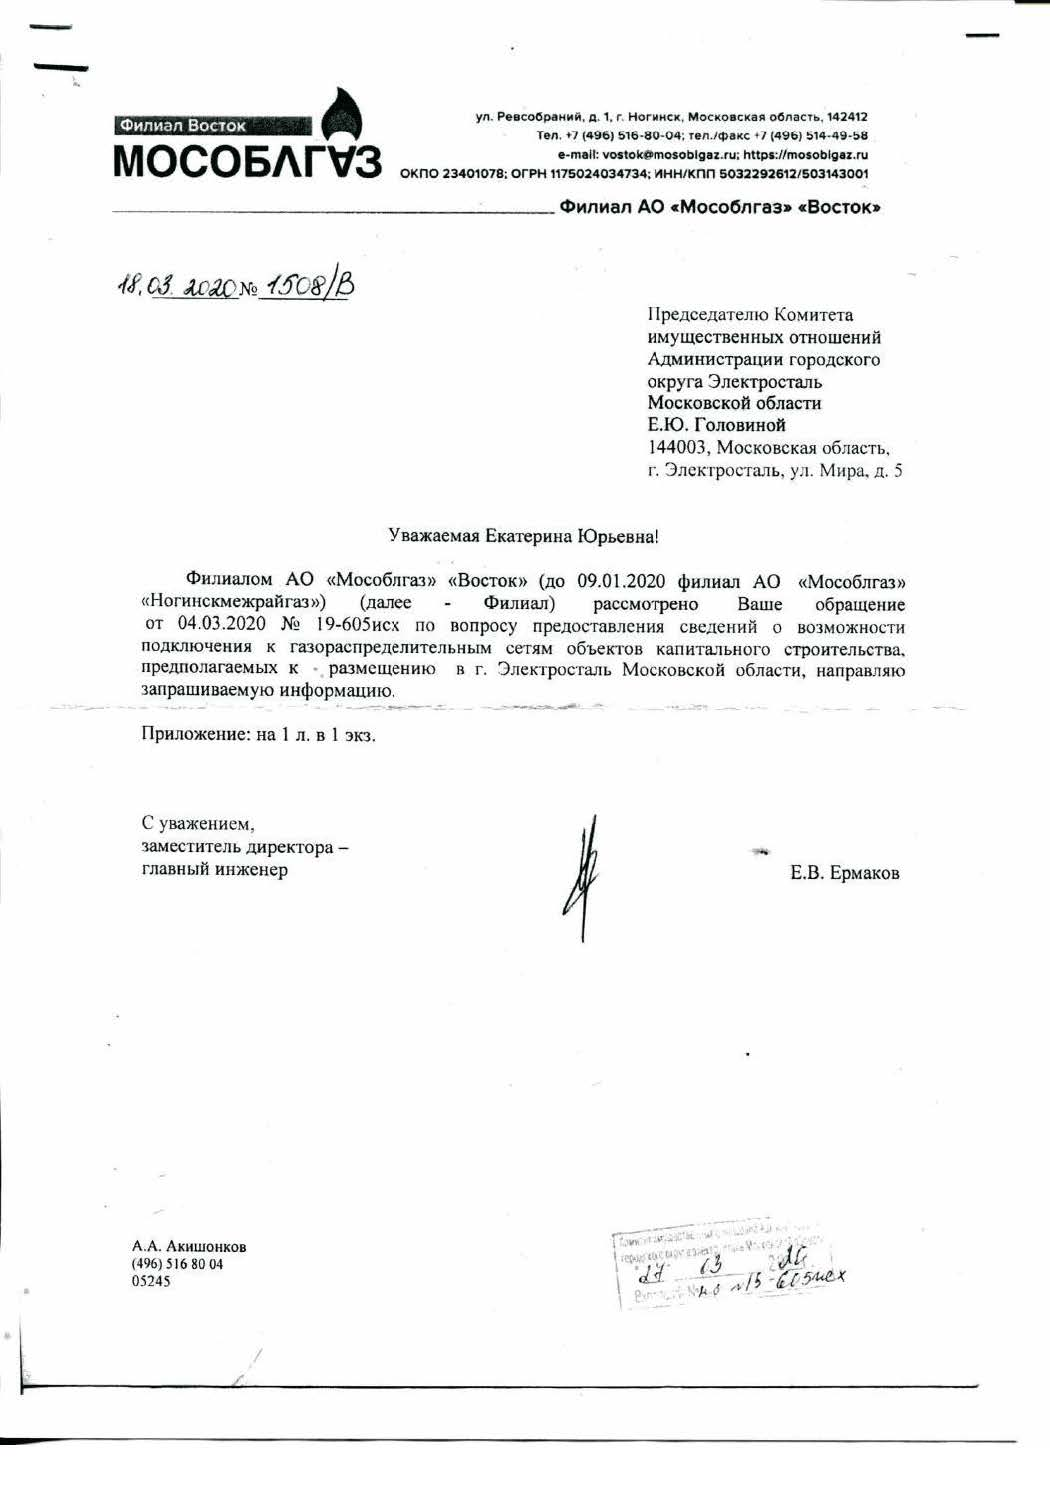 Филиал Восток
МОСОБЛГАЗ
ул. Ревсобраний, д. 1, г. Ногинск, Московская область, 142412
Тел. +7 (496) 516-80-04; тел./факс +7 (496) 514-49-58
e-mail: vostok@mosoblgaz.ru; https://mosoblgaz.ru
ОКПО 23401078; ОГРН 1175024034734; ИНН/КПП 5032292612/503143001
Филиал АО «Мособлгаз» «Восток»
18.03.2020 № 1508/В
Председателю Комитета
имущественных отношений
Администрации городского
округа Электросталь
Московской области
Е.Ю. Головиной
144003, Московская область,
г. Электросталь, ул. Мира, д. 5
Уважаемая Екатерина Юрьевна!
Филиалом АО «Мособлгаз» «Восток» (до 09.01.2020 филиал АО «Мособлгаз»
«Ногинскмежрайгаз») (далее - Филиал) рассмотрено Ваше обращение
от 04.03.2020 № 19-605исх по вопросу предоставления сведений о возможности
подключения к газораспределительным сетям объектов капитального строительства,
предполагаемых к размещению в г. Электросталь Московской области, направляю
запрашиваемую информацию.
Приложение: на 1 л. в 1 экз.
С уважением,
заместитель директора –
главный инженер
Е.В. Ермаков
А.А. Акишонков
(496) 516 80 04
05245
27 03
605исх